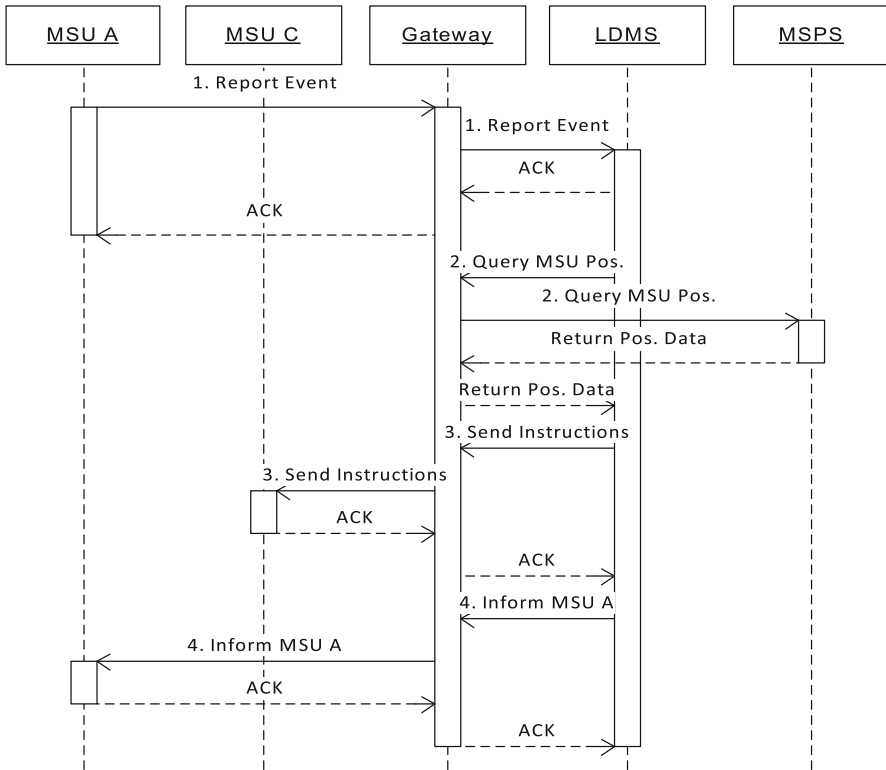 MSU A
MSU C
Gateway
LDMS
MSPS
1. Report Event
1. Report Event
ACK
ACK
2. Query MSU Pos.
2. Query MSU Pos.
Return Pos. Data
Return Pos. Data
3. Send Instructions
3. Send Instructions
ACK
ACK
4. Inform MSU A
4. Inform MSU A
ACK
ACK